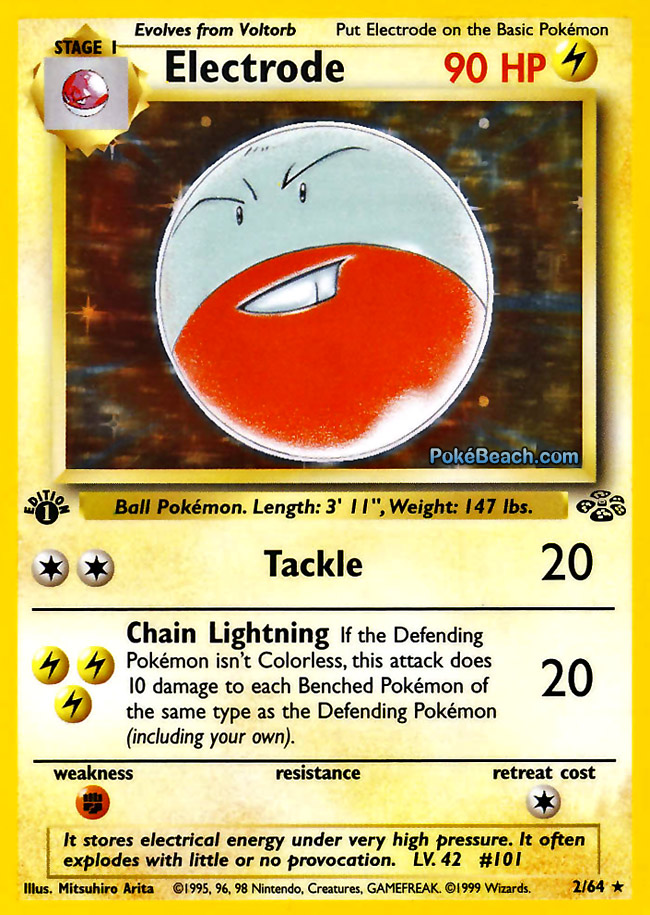 Evolves from Voltorb Put Electrode on the Basic Pokémon
STAGE 1
Electrode 90 HP
PokéBeach.com
EDITION
1
Ball Pokémon. Length: 3' 11", Weight: 147 lbs.
Tackle 20
Chain Lightning If the Defending
Pokémon isn't Colorless, this attack does
10 damage to each Benched Pokémon of
the same type as the Defending Pokémon
(including your own).
20
weakness resistance retreat cost
It stores electrical energy under very high pressure. It often
explodes with little or no provocation. LV. 42 #101
Illus. Mitsuhiro Arita ©1995, 96, 98 Nintendo, Creatures, GAMEFREAK. ©1999 Wizards. 2/64 ★